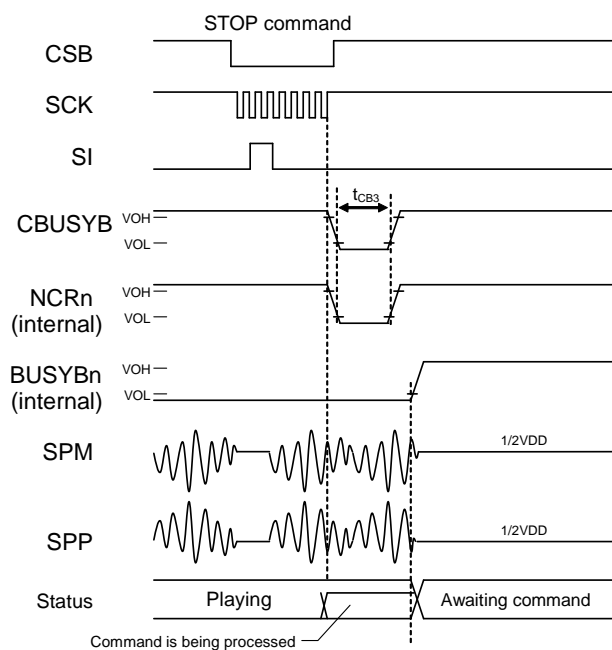 STOP command
CSB
SCK
SI
tCB3
CBUSYB
VOH
VOL
NCRn
(internal)
VOH
VOL
BUSYBn
(internal)
VOH
VOL
SPM
1/2VDD
SPP
1/2VDD
Status
Playing
Awaiting command
Command is being processed